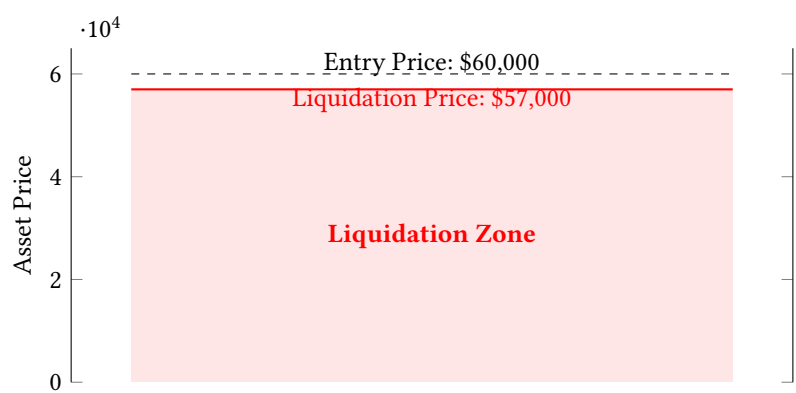 ·10⁴
Entry Price: $60,000
6
Liquidation Price: $57,000
4
Asset Price
Liquidation Zone
2
0